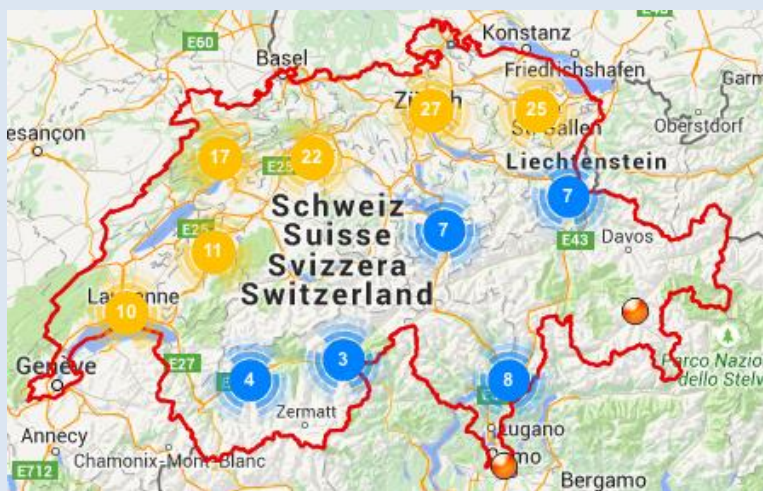 E60
Konstanz
Basel
Friedrichshafen
Garm
27
25
Oberstdorf
esançon
St. Gallen
17
22
E25
Liechtenstein
7
Schweiz
Suisse
Svizzera
Switzerland
7
E25
E43
Davos
11
10
Genève
E27
4
3
8
Parco Nazio
dello Stelv
Zermatt
Lugano
Annecy
Chamonix-Mont-Blanc
E712
Bergamo